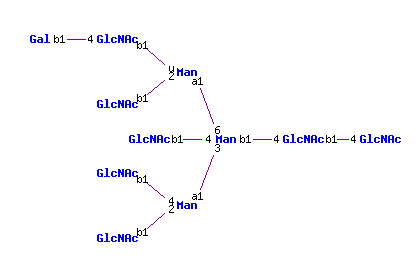 Gal b1 4 GlcNAc b1
2 Man
a1
GlcNAc b1
6
GlcNAc b1 4 Man b1 4 GlcNAc b1 4 GlcNAc
3
GlcNAc b1
a1
4
2 Man
GlcNAc b1